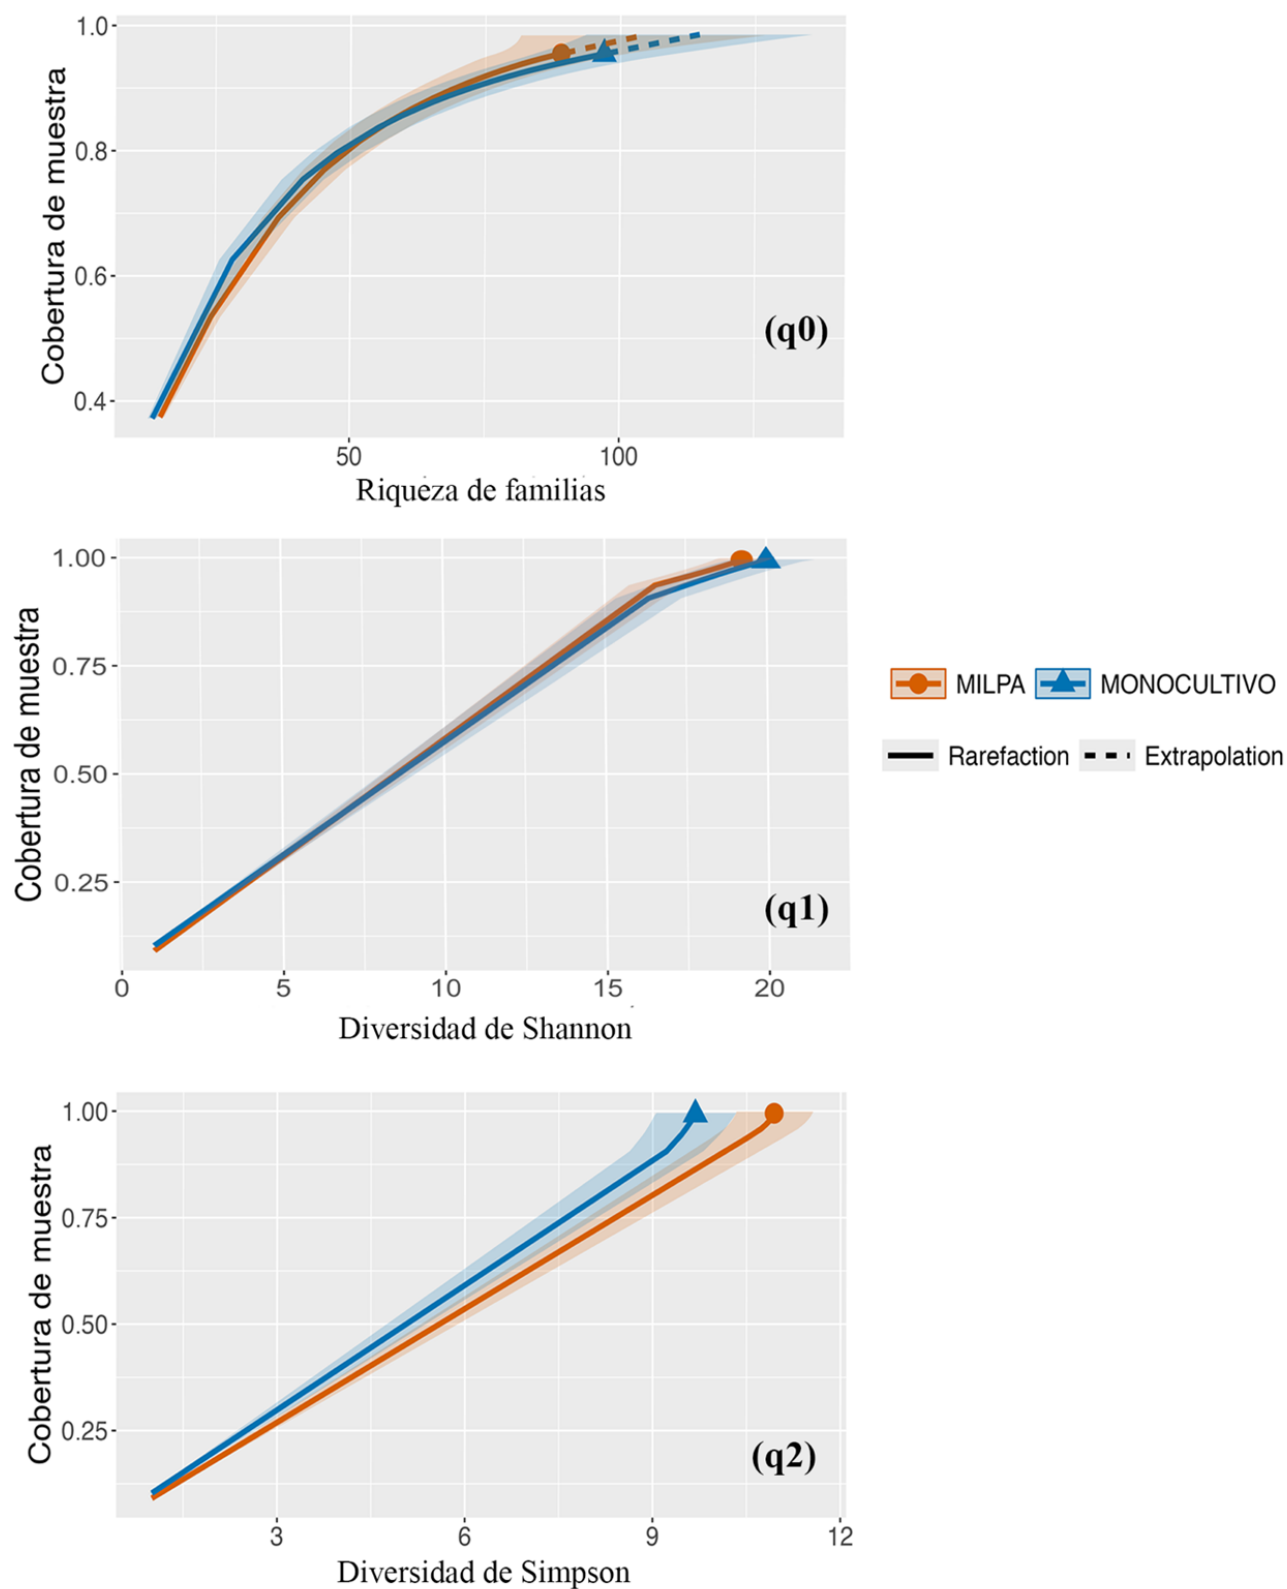 1.0
0.8
0.6
0.4
Cobertura de muestra
(q0)
50 100
Riqueza de familias
1.00
0.75
0.50
0.25
Cobertura de muestra
(q1)
0 5 10 15 20
Diversidad de Shannon
MILPA MONOCULTIVO
Rarefaction Extrapolation
1.00
0.75
0.50
0.25
Cobertura de muestra
(q2)
3 6 9 12
Diversidad de Simpson